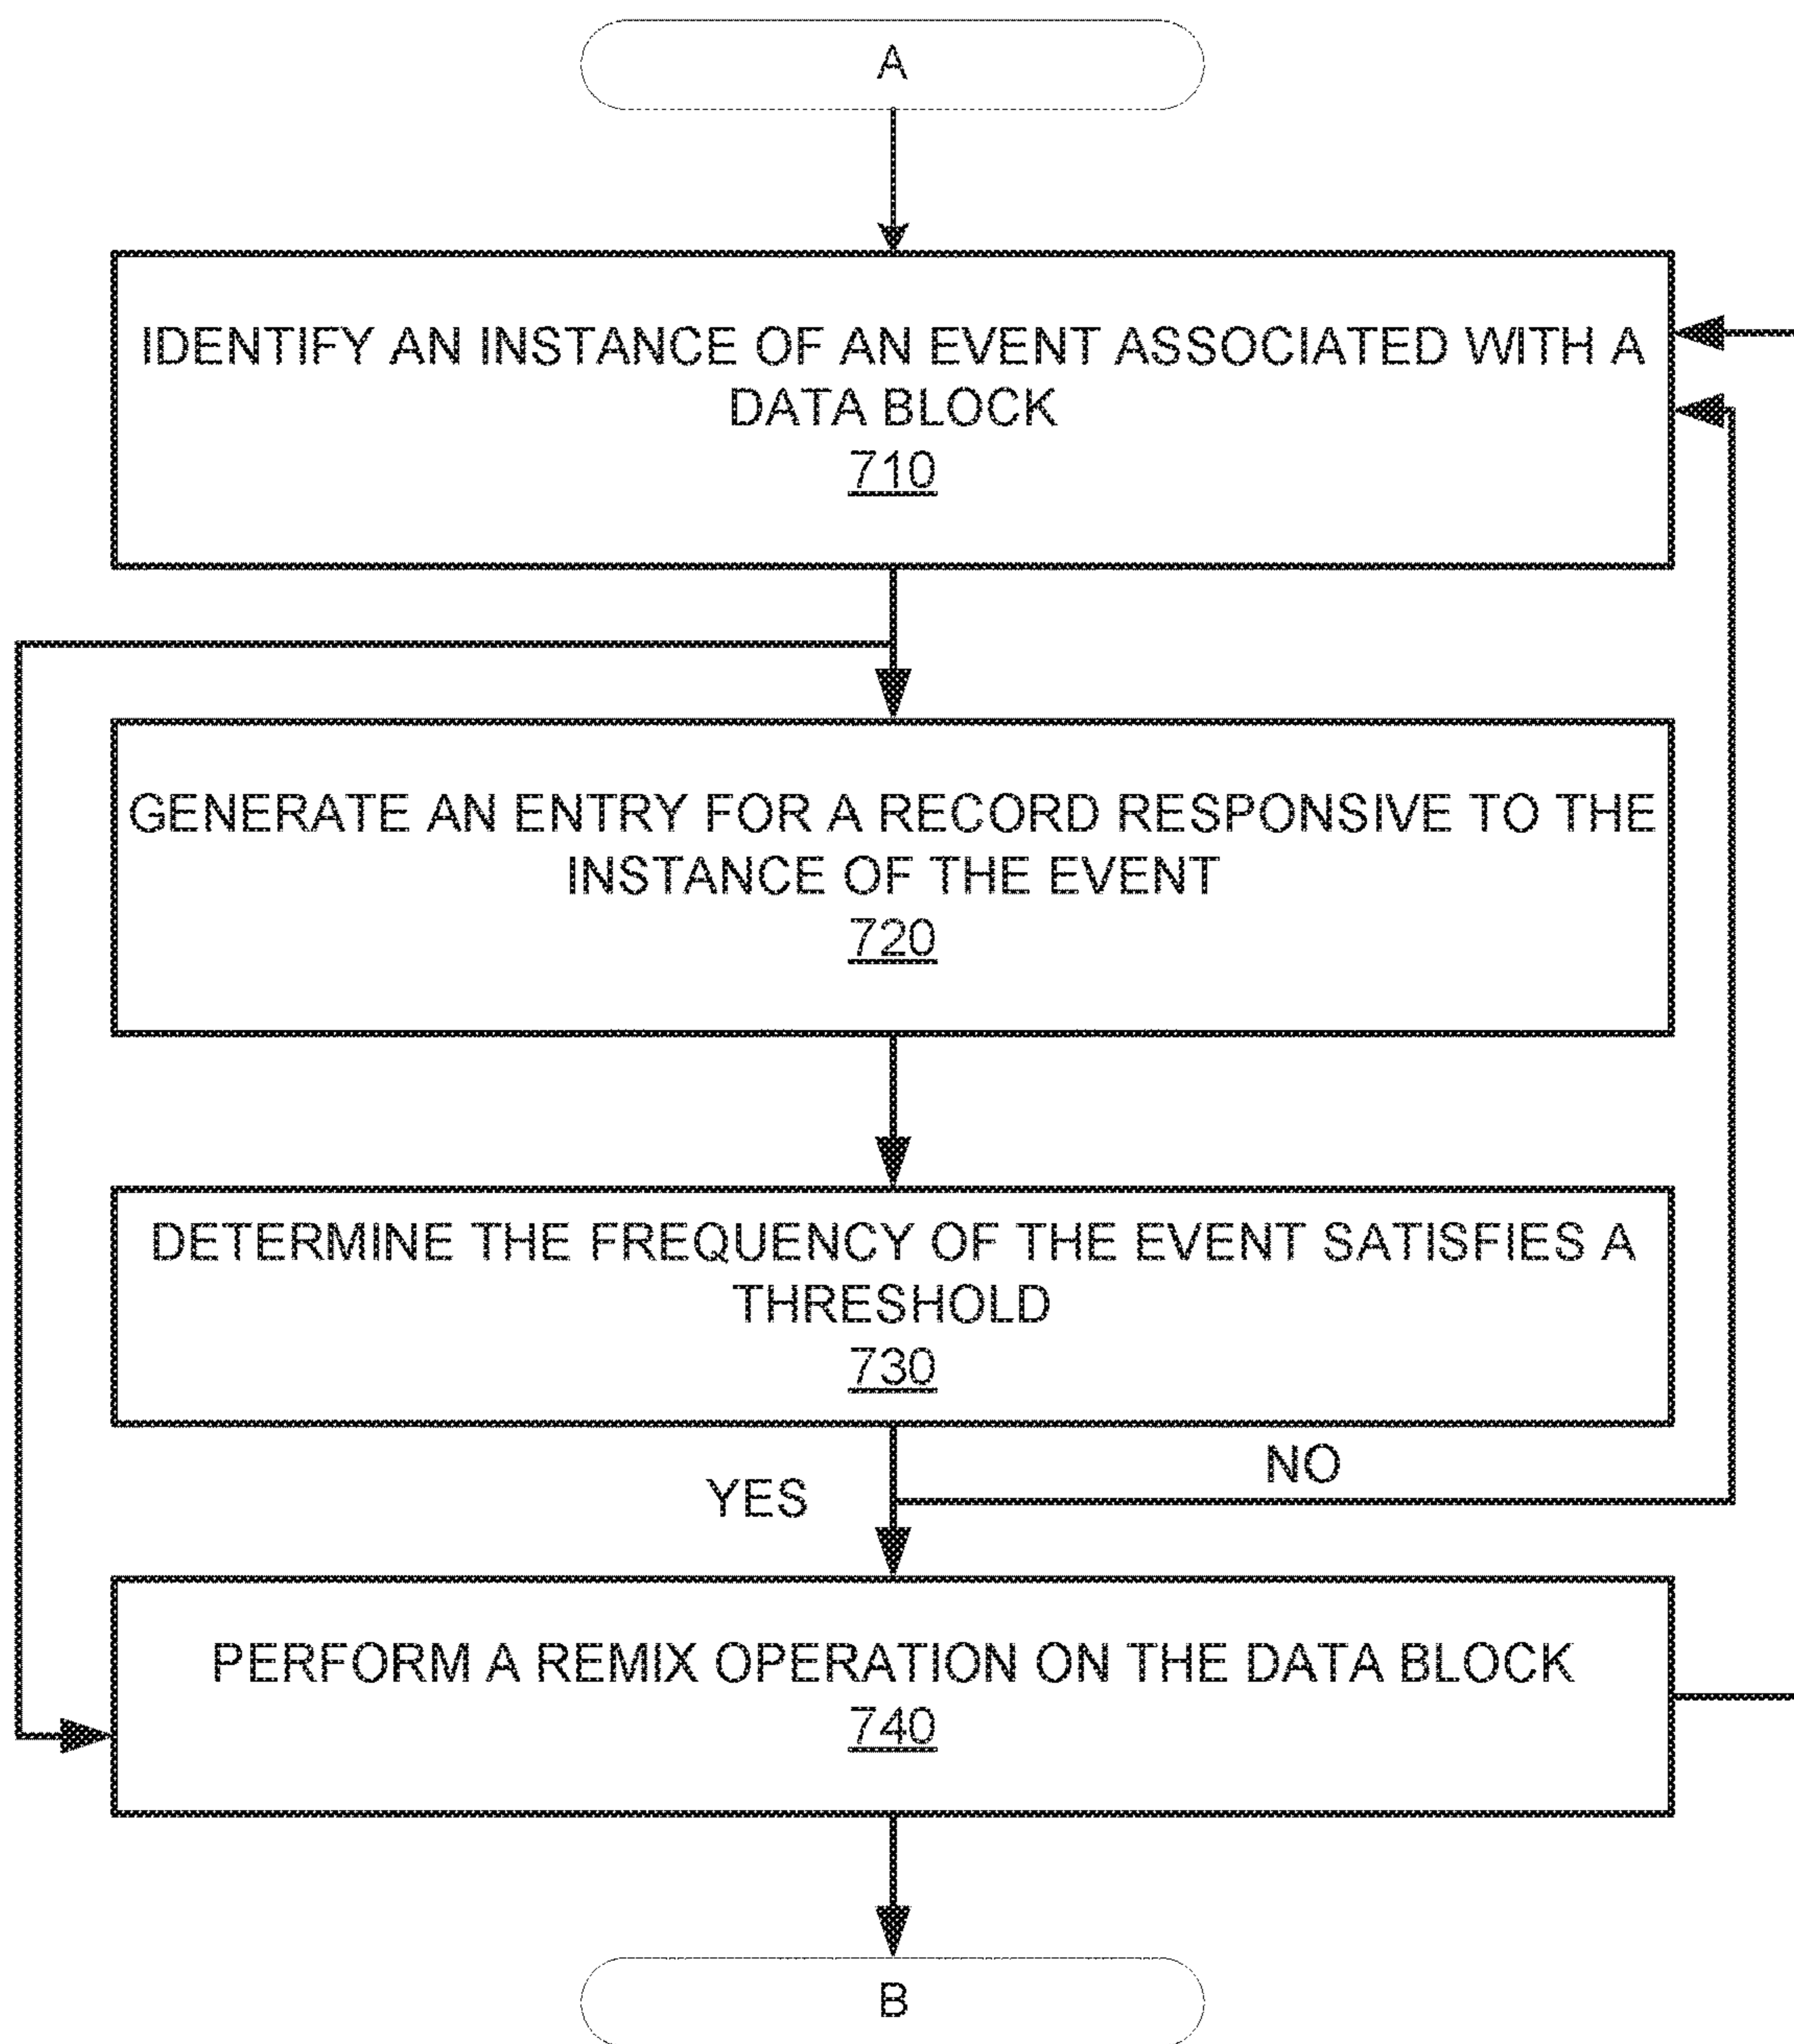 A
IDENTIFY AN INSTANCE OF AN EVENT ASSOCIATED WITH A
DATA BLOCK
710
GENERATE AN ENTRY FOR A RECORD RESPONSIVE TO THE
INSTANCE OF THE EVENT
720
DETERMINE THE FREQUENCY OF THE EVENT SATISFIES A
THRESHOLD
730
NO
YES
PERFORM A REMIX OPERATION ON THE DATA BLOCK
740
B